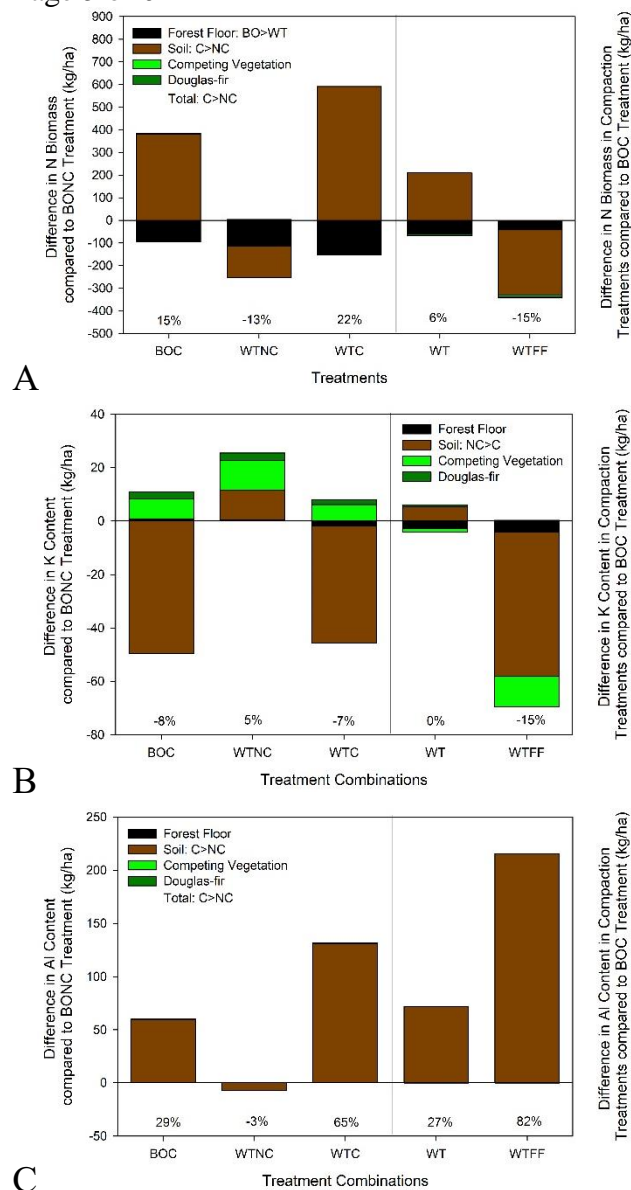 900
800
700
600
500
400
300
200
100
0
-100
-200
-300
-400
-500
Difference in N Biomass
compared to BONC Treatment (kg/ha)
Forest Floor: BO>WT
Soil: C>NC
Competing Vegetation
Douglas-fir
Total: C>NC
Difference in N Biomass in Compaction
Treatments compared to BOC Treatment (kg/ha)
15% -13% 22% 6% -15%
BOC WTNC WTC WT WTFF
Treatments
A
40
20
0
-20
-40
-60
-80
Difference in K Content
compared to BONC Treatment (kg/ha)
Forest Floor
Soil: NC>C
Competing Vegetation
Douglas-fir
Difference in K Content in Compaction
Treatments compared to BOC Treatment (kg/ha)
-8% 5% -7% 0% -15%
BOC WTNC WTC WT WTFF
Treatment Combinations
B
250
200
150
100
50
0
-50
Difference in Al Content
compared to BONC Treatment (kg/ha)
Forest Floor
Soil: C>NC
Competing Vegetation
Douglas-fir
Total: C>NC
Difference in Al Content in Compaction
Treatments compared to BOC Treatment (kg/ha)
29% -3% 65% 27% 82%
BOC WTNC WTC WT WTFF
Treatment Combinations
C